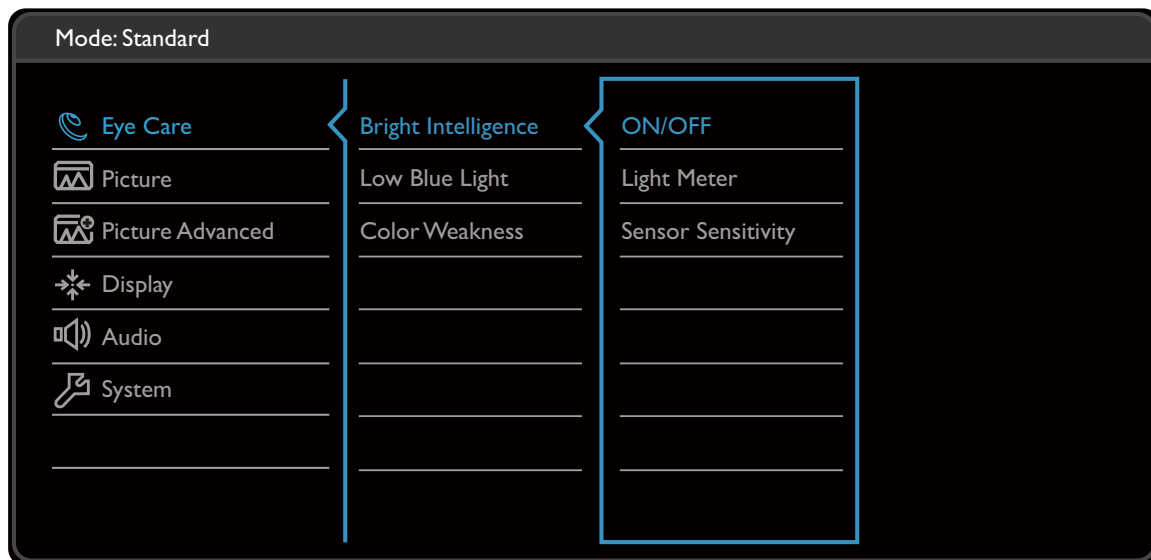 Mode: Standard
Eye Care
Picture
Picture Advanced
Display
Audio
System
Bright Intelligence
Low Blue Light
Color Weakness
ON/OFF
Light Meter
Sensor Sensitivity